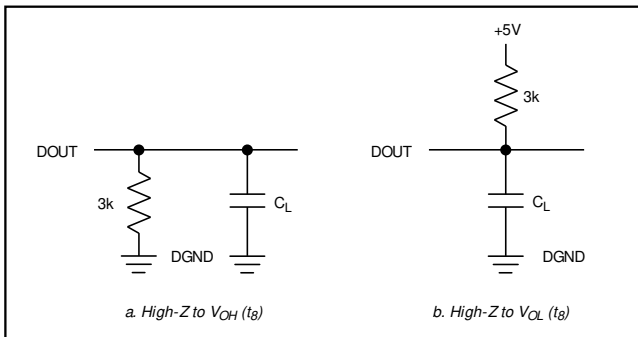 +5V
3k
DOUT
DOUT
3k
C_L
C_L
DGND
DGND
a. High-Z to V_OH (t_8)
b. High-Z to V_OL (t_8)